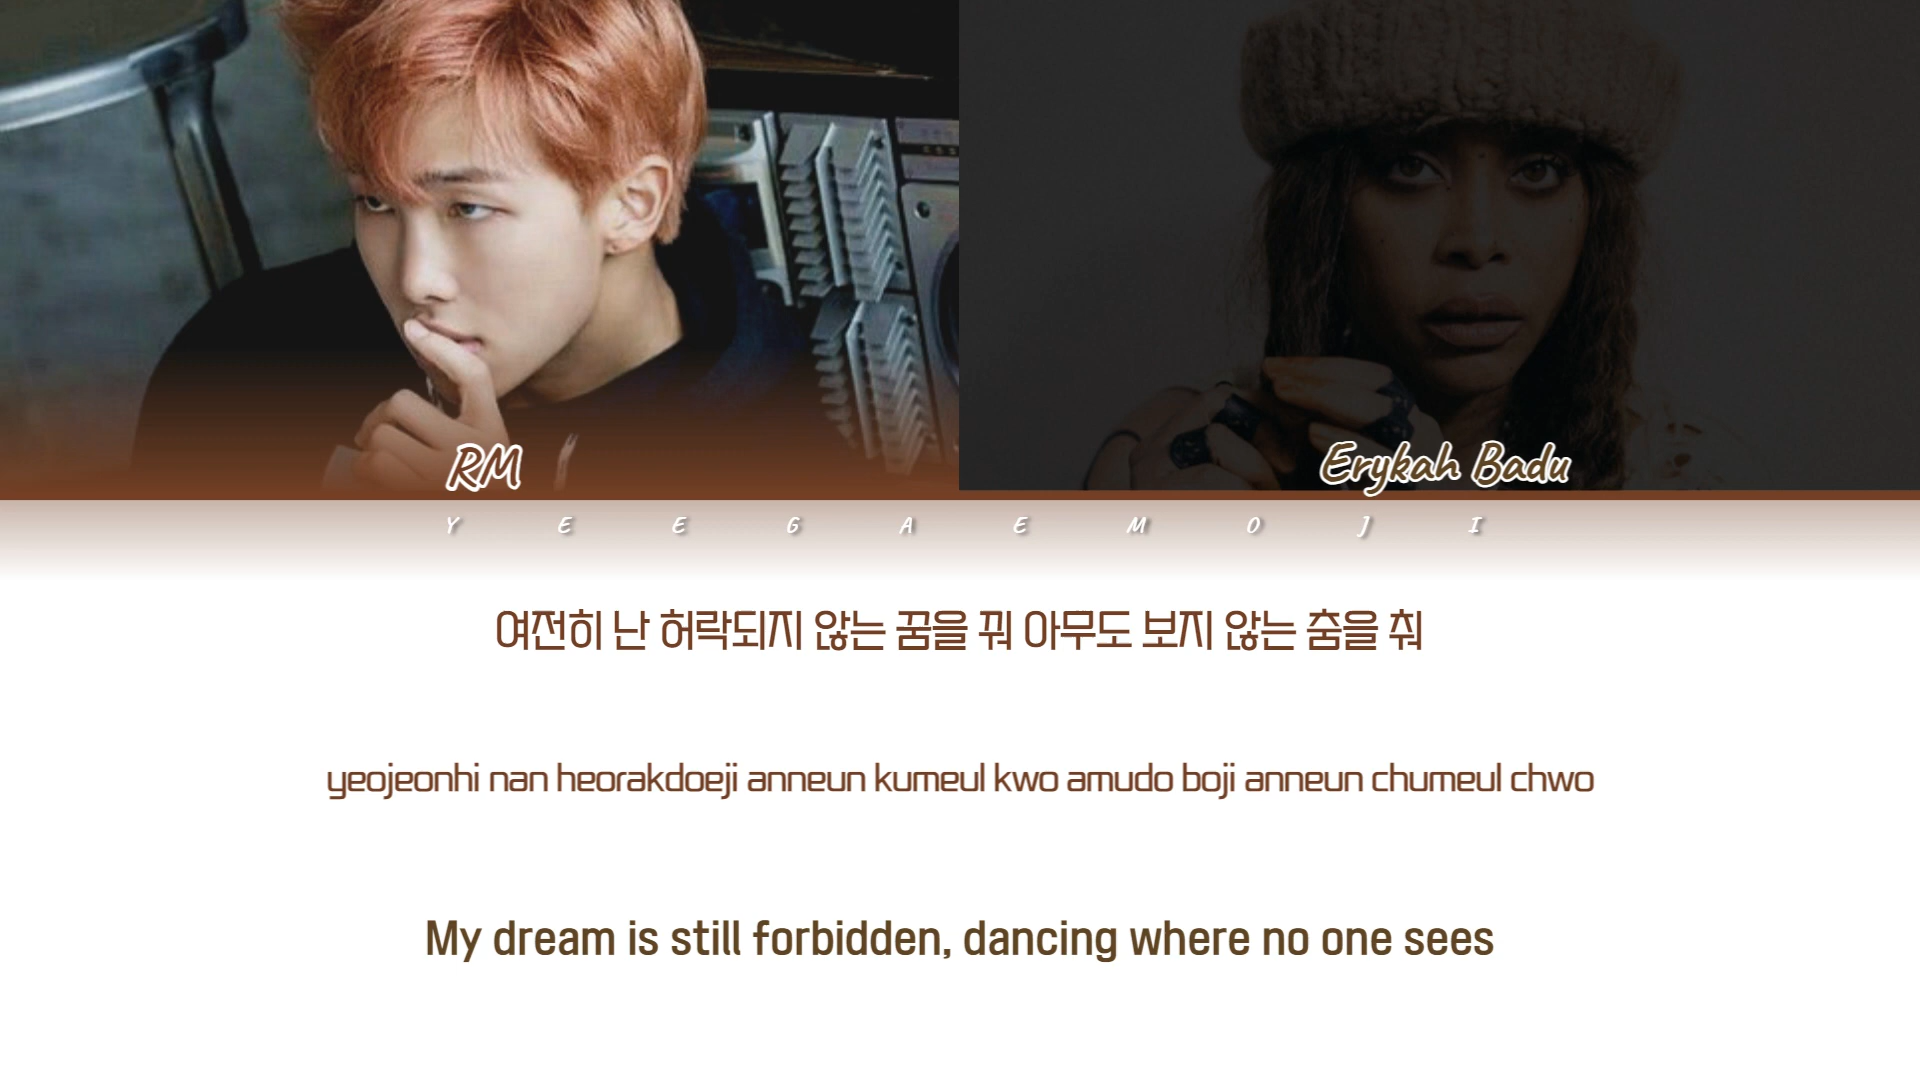 RM
Erykah Badu
Y E E G A E M O J I
여전히 난 허락되지 않는 꿈을 꿔 아무도 보지 않는 춤을 춰
yeojeonhi nan heorakdoeji anneun kumeul kwo amudo boji anneun chumeul chwo
My dream is still forbidden, dancing where no one sees